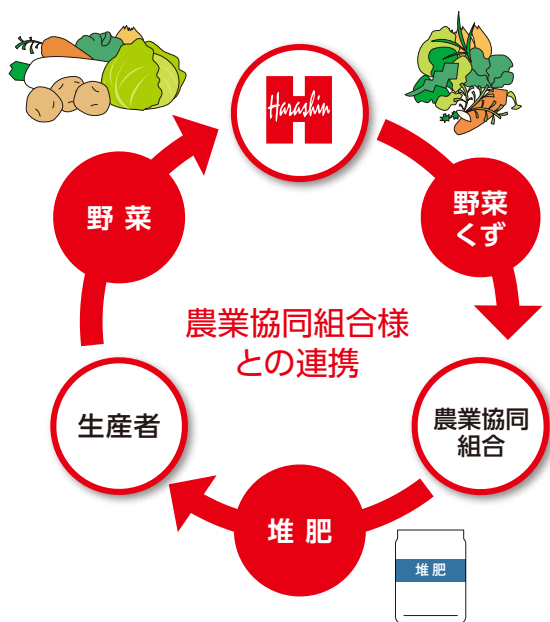 Harashin
野菜
野菜
くず
農業協同組合様
との連携
生産者
農業協同
組合
堆肥
堆肥